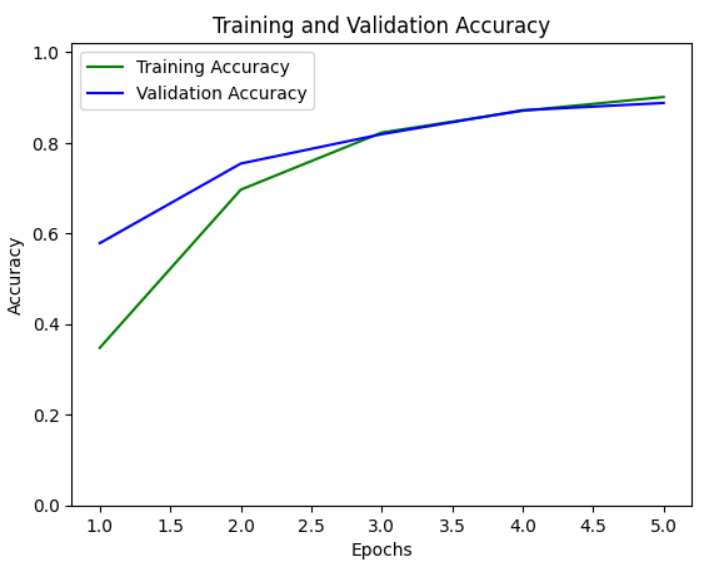 Training and Validation Accuracy
Training Accuracy
Validation Accuracy
1.0
0.8
0.6
0.4
0.2
0.0
Accuracy
1.0 1.5 2.0 2.5 3.0 3.5 4.0 4.5 5.0
Epochs